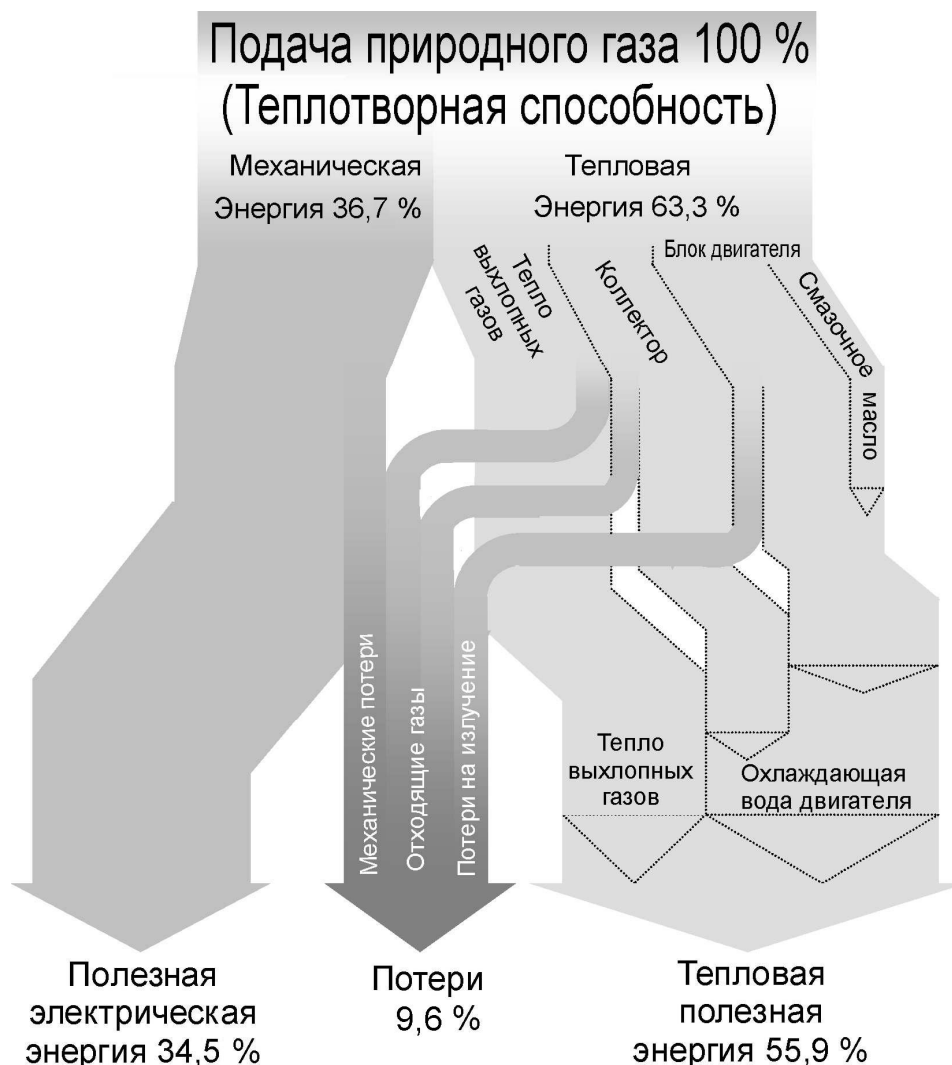 Подача природного газа 100 %
(Теплотворная способность)
Механическая
Энергия 36,7 %
Тепловая
Энергия 63,3 %
Тепло
выхлопных
газов
Коллектор
Блок двигателя
Смазочное
масло
Механические потери
Отходящие газы
Потери на излучение
Тепло
выхлопных
газов
Охлаждающая
вода двигателя
Полезная
электрическая
энергия 34,5 %
Потери
9,6 %
Тепловая
полезная
энергия 55,9 %